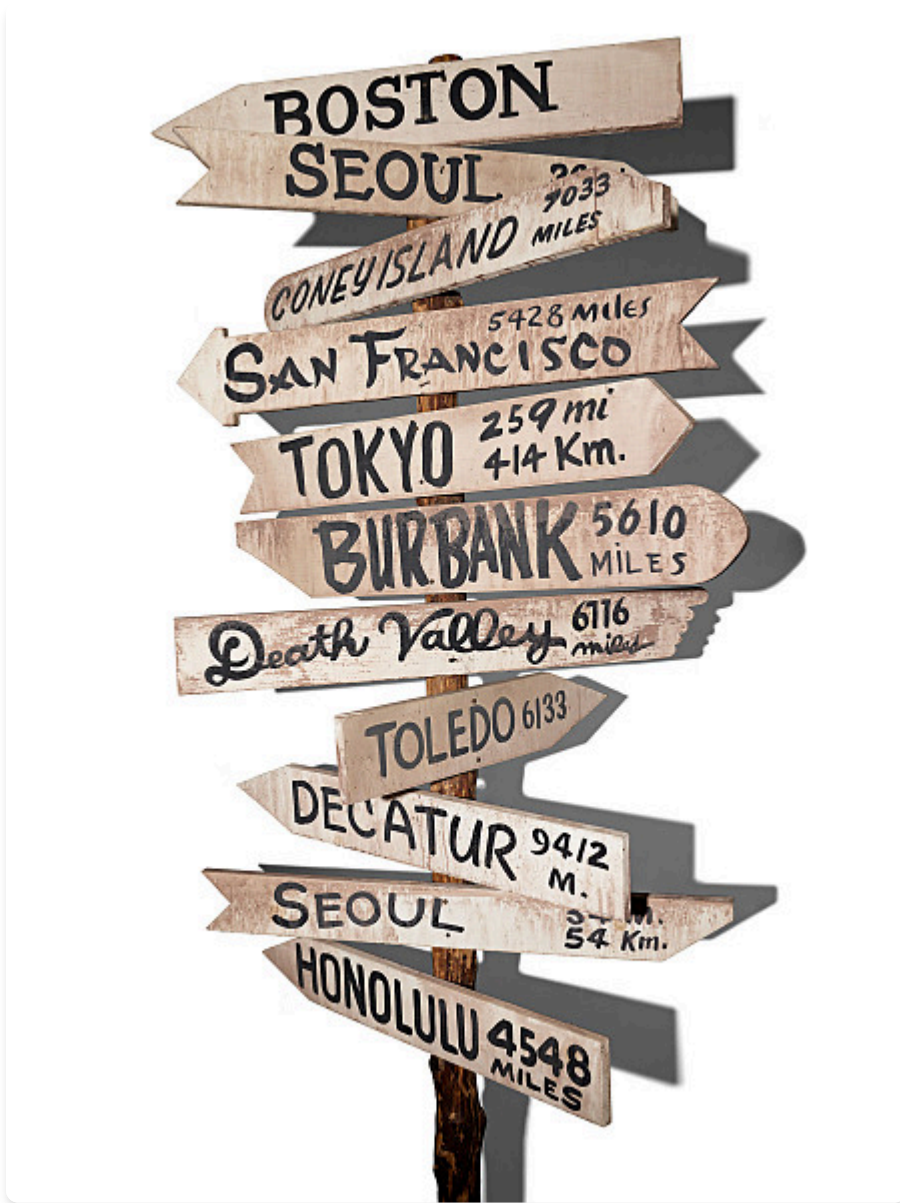 BOSTON
SEOUL
CONEY ISLAND 7033
MILES
5428 MILES
SAN FRANCISCO
TOKYO 259 mi
414 Km.
BURBANK 5610
MILES
Death Valley 6116
miles
TOLEDO 6133
DECATUR 9412
M.
SEOUL
54 Km.
HONOLULU 4548
MILES